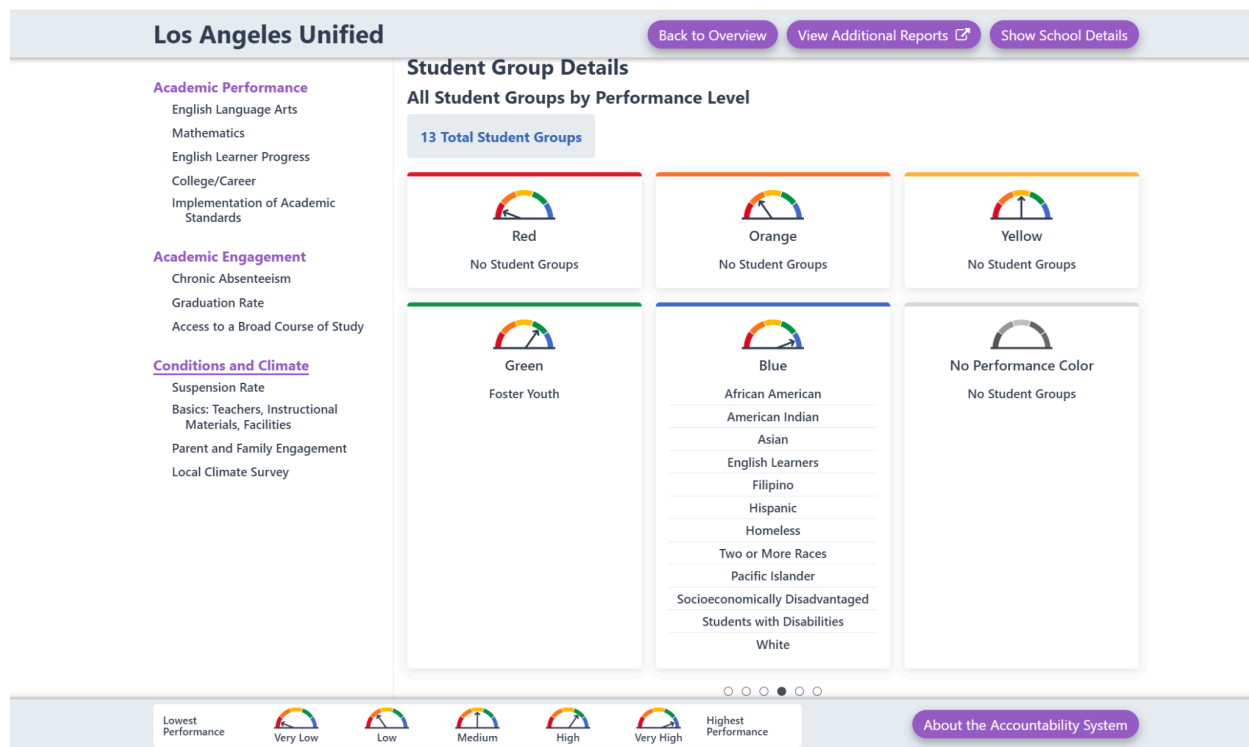 Los Angeles Unified
Back to Overview
View Additional Reports
Show School Details
Academic Performance
English Language Arts
Mathematics
English Learner Progress
College/Career
Implementation of Academic
Standards
Academic Engagement
Chronic Absenteeism
Graduation Rate
Access to a Broad Course of Study
Conditions and Climate
Suspension Rate
Basics: Teachers, Instructional
Materials, Facilities
Parent and Family Engagement
Local Climate Survey
Student Group Details
All Student Groups by Performance Level
13 Total Student Groups
Red
No Student Groups
Orange
No Student Groups
Yellow
No Student Groups
Green
Foster Youth
Blue
African American
American Indian
Asian
English Learners
Filipino
Hispanic
Homeless
Two or More Races
Pacific Islander
Socioeconomically Disadvantaged
Students with Disabilities
White
No Performance Color
No Student Groups
Lowest
Performance
Very Low
Low
Medium
High
Very High
Highest
Performance
About the Accountability System